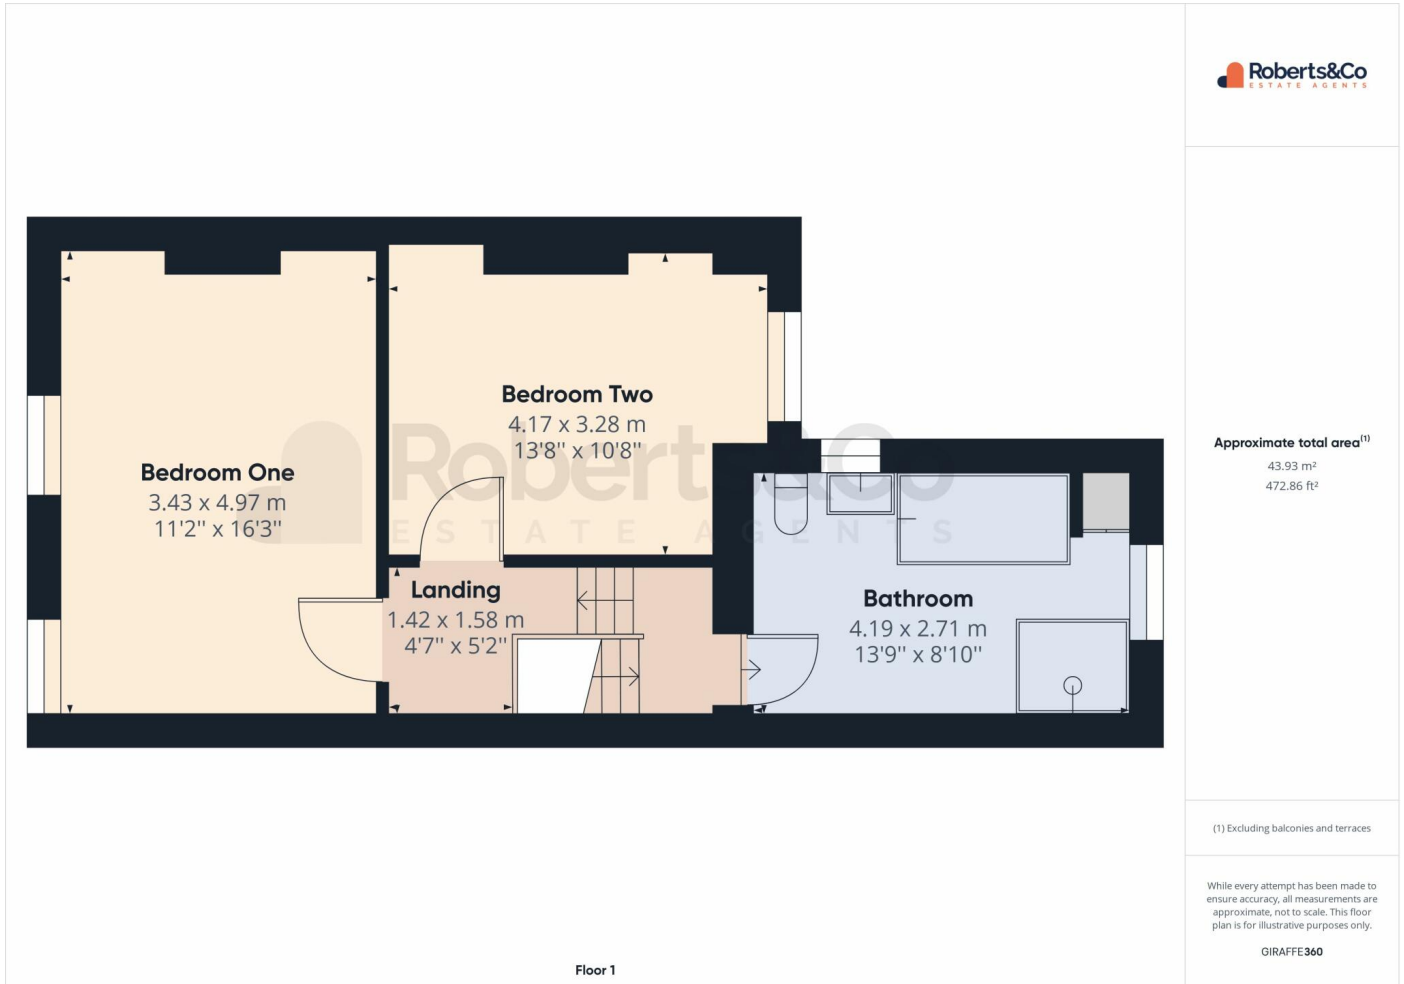 Roberts&Co
ESTATE AGENTS
Roberts&Co
ESTATE AGENTS
Bedroom One
3.43 x 4.97 m
11'2'' x 16'3''
Bedroom Two
4.17 x 3.28 m
13'8'' x 10'8''
Landing
1.42 x 1.58 m
4'7'' x 5'2''
Bathroom
4.19 x 2.71 m
13'9'' x 8'10''
Floor 1
Approximate total area(1)
43.93 m²
472.86 ft²
(1) Excluding balconies and terraces
While every attempt has been made to
ensure accuracy, all measurements are
approximate, not to scale. This floor
plan is for illustrative purposes only.
GIRAFFE360